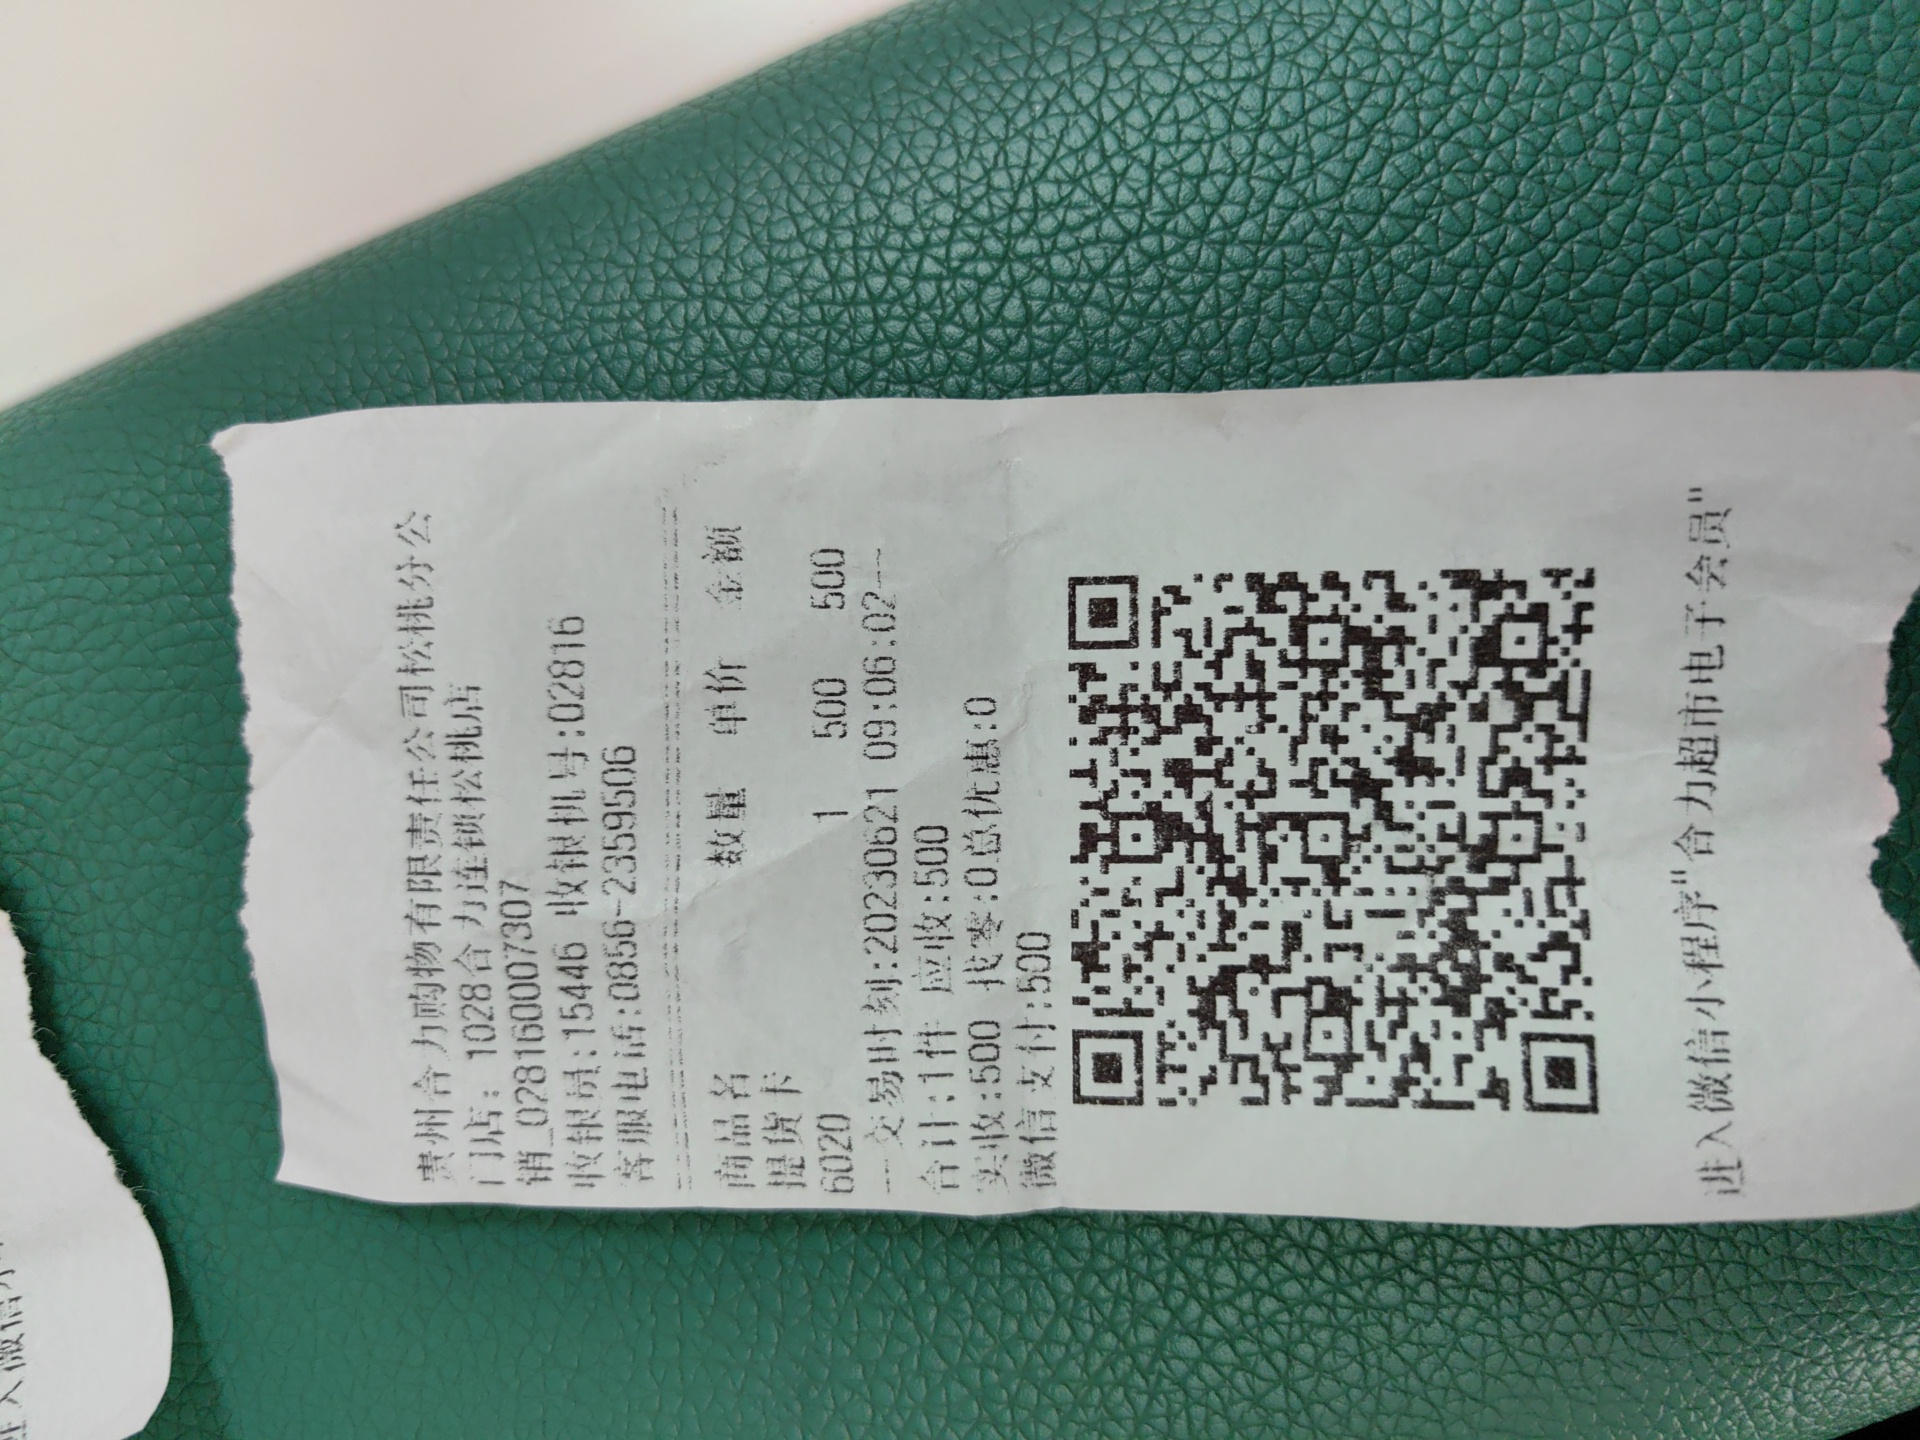 贵州合力购物有限责任公司松桃分公
门店: 1028合力连锁松桃店
销_0281600073​07
收银员:15446 收银机号:02816
客服电话:0856-2359506
商品名 数量 单价 金额
提货卡
6020 1 500 500
--交易时刻:20230621 09:06:02--
合计:1件 应收:500
实收:500 找零:0总优惠:0
微信支付:500
进入微信小程序"合力超市电子会员"